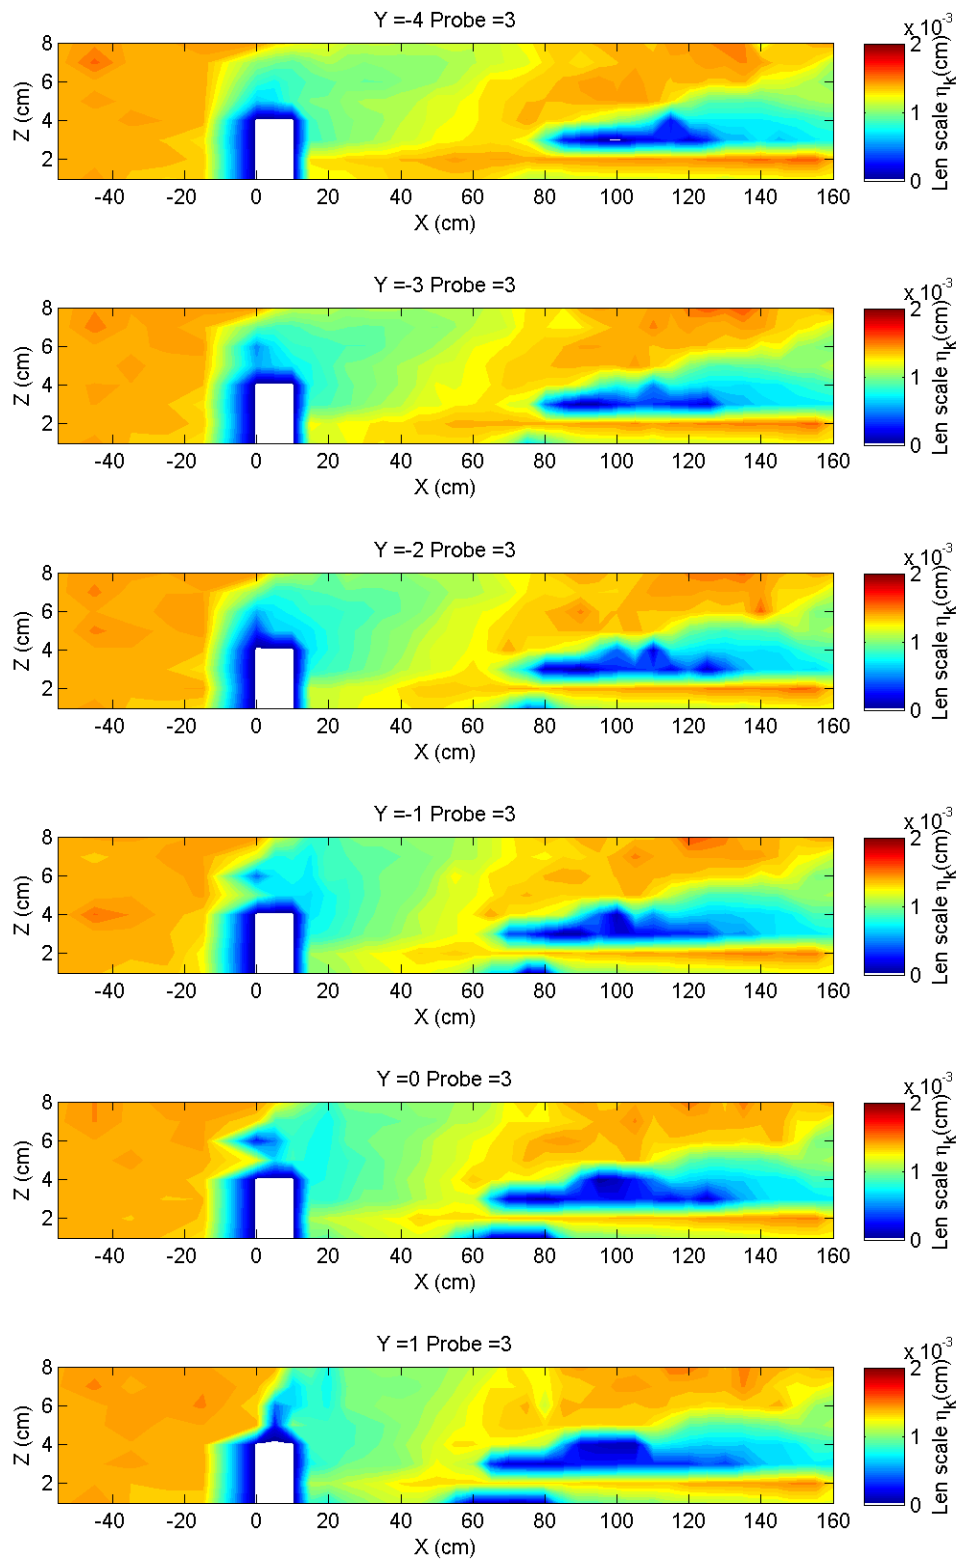 Y =-4 Probe =3
x 10-3
8
6
4
2
Z (cm)
-40 -20 0 20 40 60 80 100 120 140 160
X (cm)
2
1
0
Len scale ηk(cm)
Y =-3 Probe =3
x 10-3
8
6
4
2
Z (cm)
-40 -20 0 20 40 60 80 100 120 140 160
X (cm)
2
1
0
Len scale ηk(cm)
Y =-2 Probe =3
x 10-3
8
6
4
2
Z (cm)
-40 -20 0 20 40 60 80 100 120 140 160
X (cm)
2
1
0
Len scale ηk(cm)
Y =-1 Probe =3
x 10-3
8
6
4
2
Z (cm)
-40 -20 0 20 40 60 80 100 120 140 160
X (cm)
2
1
0
Len scale ηk(cm)
Y =0 Probe =3
x 10-3
8
6
4
2
Z (cm)
-40 -20 0 20 40 60 80 100 120 140 160
X (cm)
2
1
0
Len scale ηk(cm)
Y =1 Probe =3
x 10-3
8
6
4
2
Z (cm)
-40 -20 0 20 40 60 80 100 120 140 160
X (cm)
2
1
0
Len scale ηk(cm)